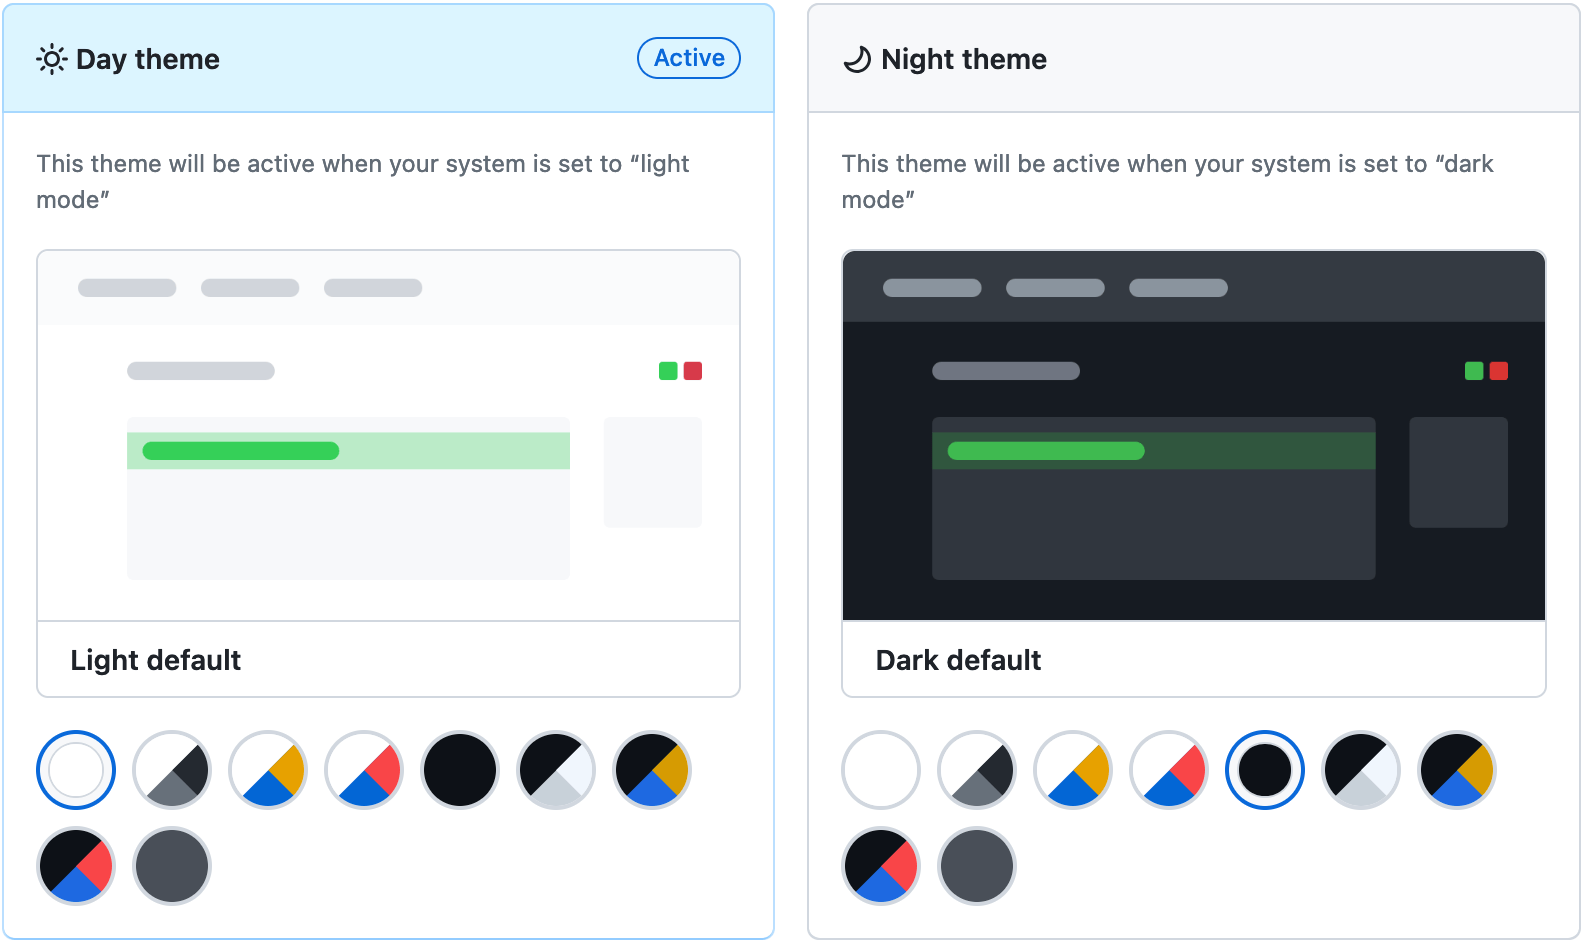 Day theme
Active
This theme will be active when your system is set to “light
mode”
Light default
Night theme
This theme will be active when your system is set to “dark
mode”
Dark default